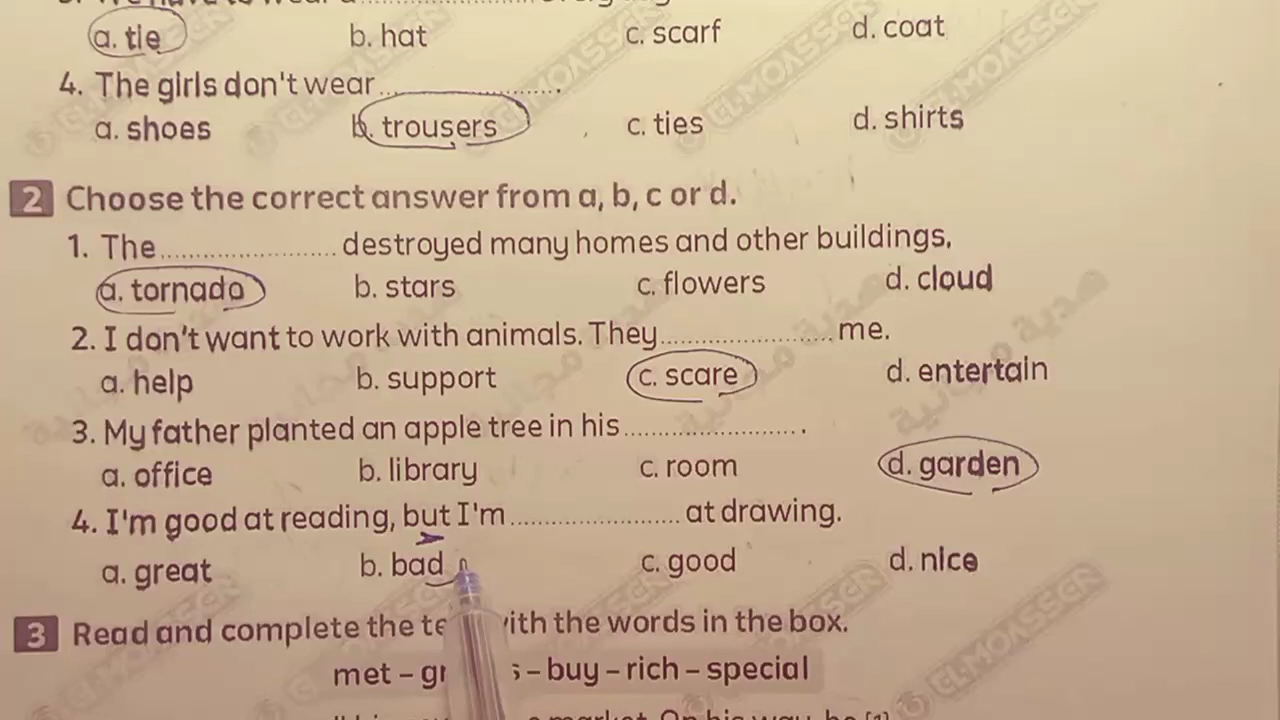 a. tie b. hat c. scarf d. coat
4. The girls don't wear ........................
a. shoes b. trousers c. ties d. shirts
2 Choose the correct answer from a, b, c or d.
1. The ........................ destroyed many homes and other buildings.
a. tornado b. stars c. flowers d. cloud
2. I don't want to work with animals. They ........................ me.
a. help b. support c. scare d. entertain
3. My father planted an apple tree in his ........................ .
a. office b. library c. room d. garden
4. I'm good at reading, but I'm ........................ at drawing.
a. great b. bad c. good d. nice
3 Read and complete the with the words in the box.
met – – buy – rich – special